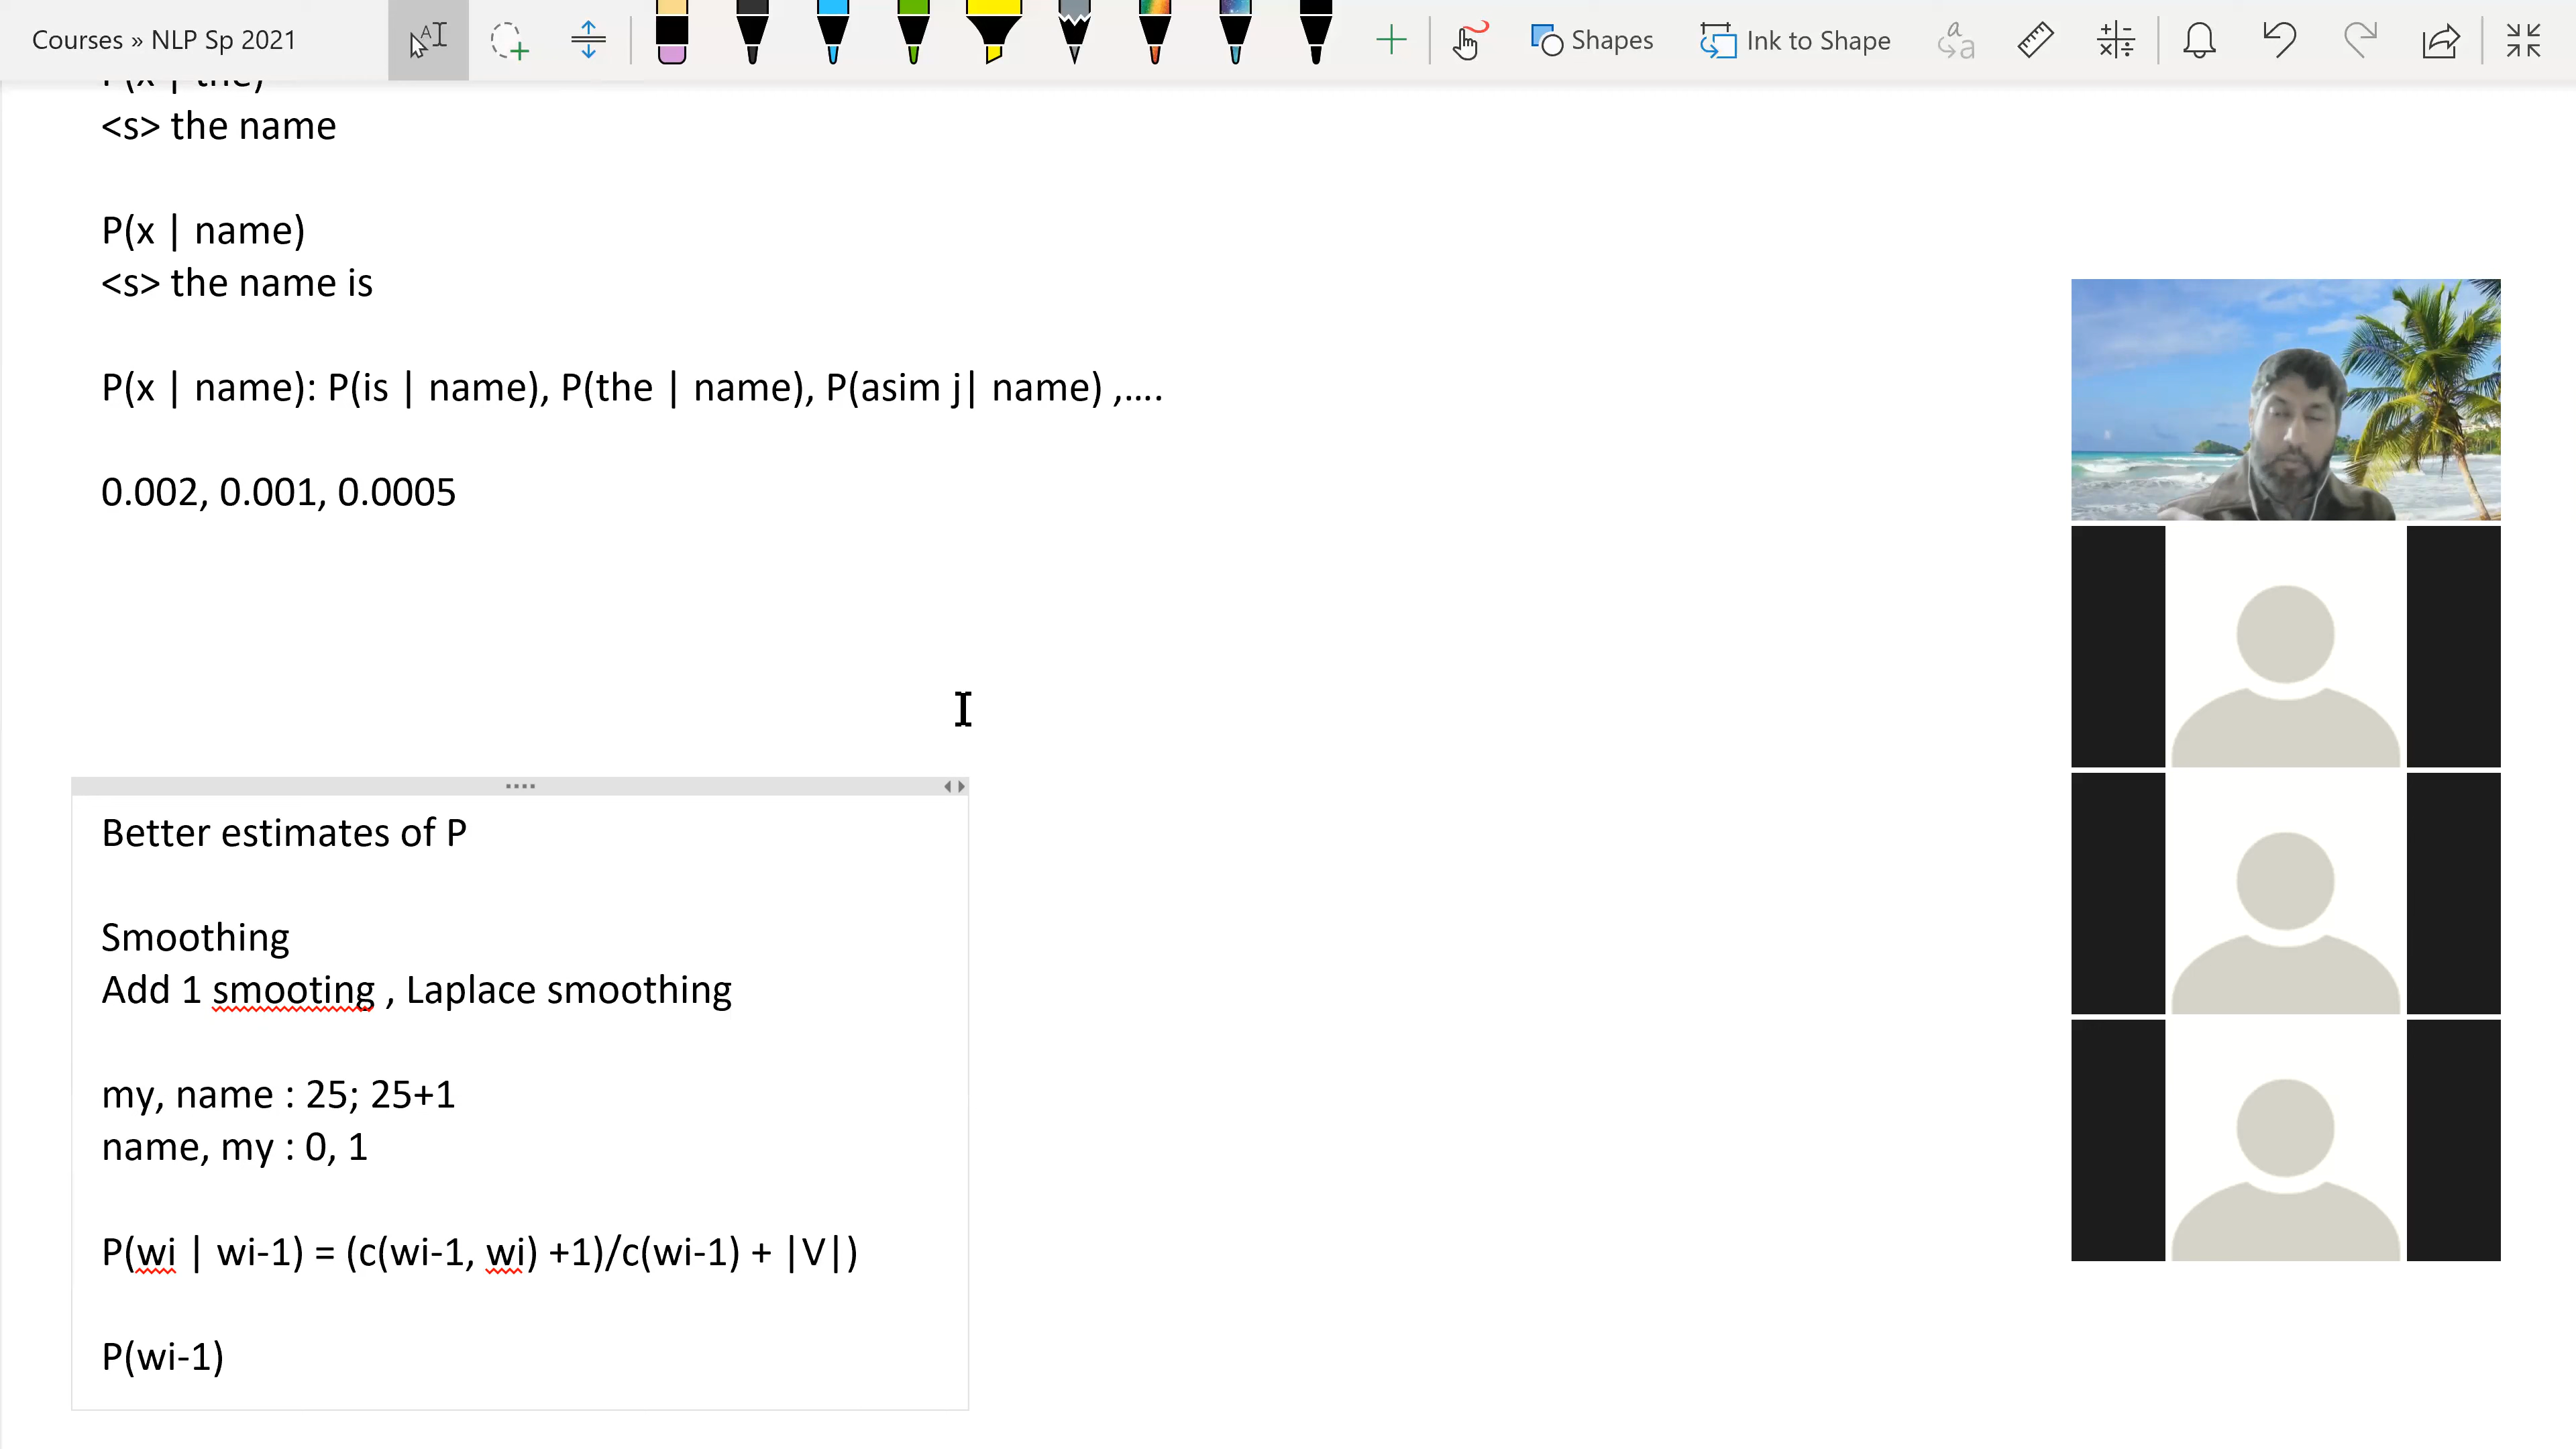 Courses » NLP Sp 2021
Shapes
Ink to Shape
P(x | the)
<s> the name
P(x | name)
<s> the name is
P(x | name): P(is | name), P(the | name), P(asim j| name) ,....
0.002, 0.001, 0.0005
Better estimates of P
Smoothing
Add 1 smooting , Laplace smoothing
my, name : 25; 25+1
name, my : 0, 1
P(wi | wi-1) = (c(wi-1, wi) +1)/c(wi-1) + |V|)
P(wi-1)